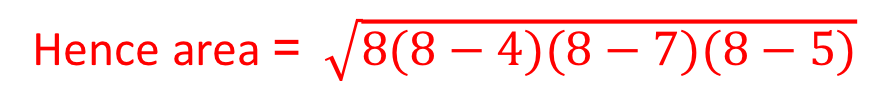 Hence area = √8(8 − 4)(8 − 7)(8 − 5)